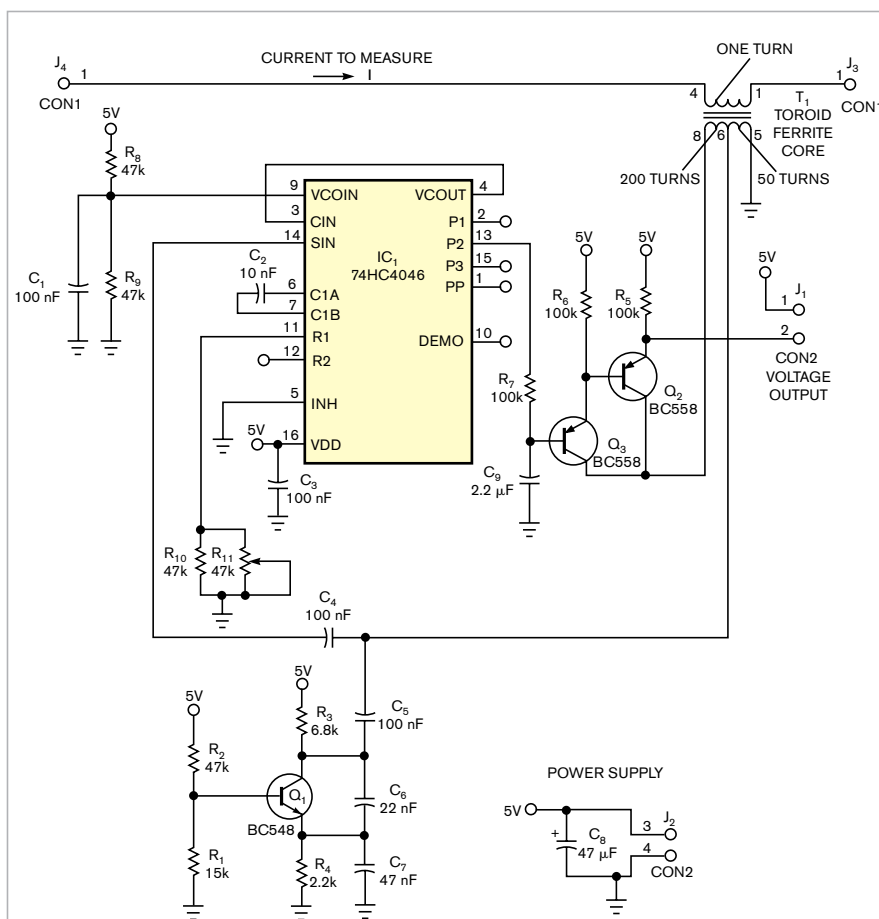 CURRENT TO MEASURE
I
ONE TURN
J4
1
CON1
4
1
1
J3
CON1
T1
TOROID
FERRITE
CORE
8
6
5
200 TURNS
50 TURNS
5V
R8
47k
9
VCOIN
VCOUT
4
3
CIN
P1
2
14
SIN
P2
13
IC1
74HC4046
P3
15
PP
1
C1
100 nF
R9
47k
C2
10 nF
6
C1A
7
C1B
11
R1
12
R2
DEMO
10
5
INH
5V
16
VDD
C3
100 nF
5V
5V
R6
100k
R5
100k
5V
1
J1
2
CON2
VOLTAGE
OUTPUT
R7
100k
Q2
BC558
Q3
BC558
C9
2.2 µF
R10
47k
R11
47k
C4
100 nF
5V
R2
47k
R1
15k
5V
R3
6.8k
Q1
BC548
R4
2.2k
C5
100 nF
C6
22 nF
C7
47 nF
POWER SUPPLY
5V
+
C8
47 µF
3
J2
4
CON2